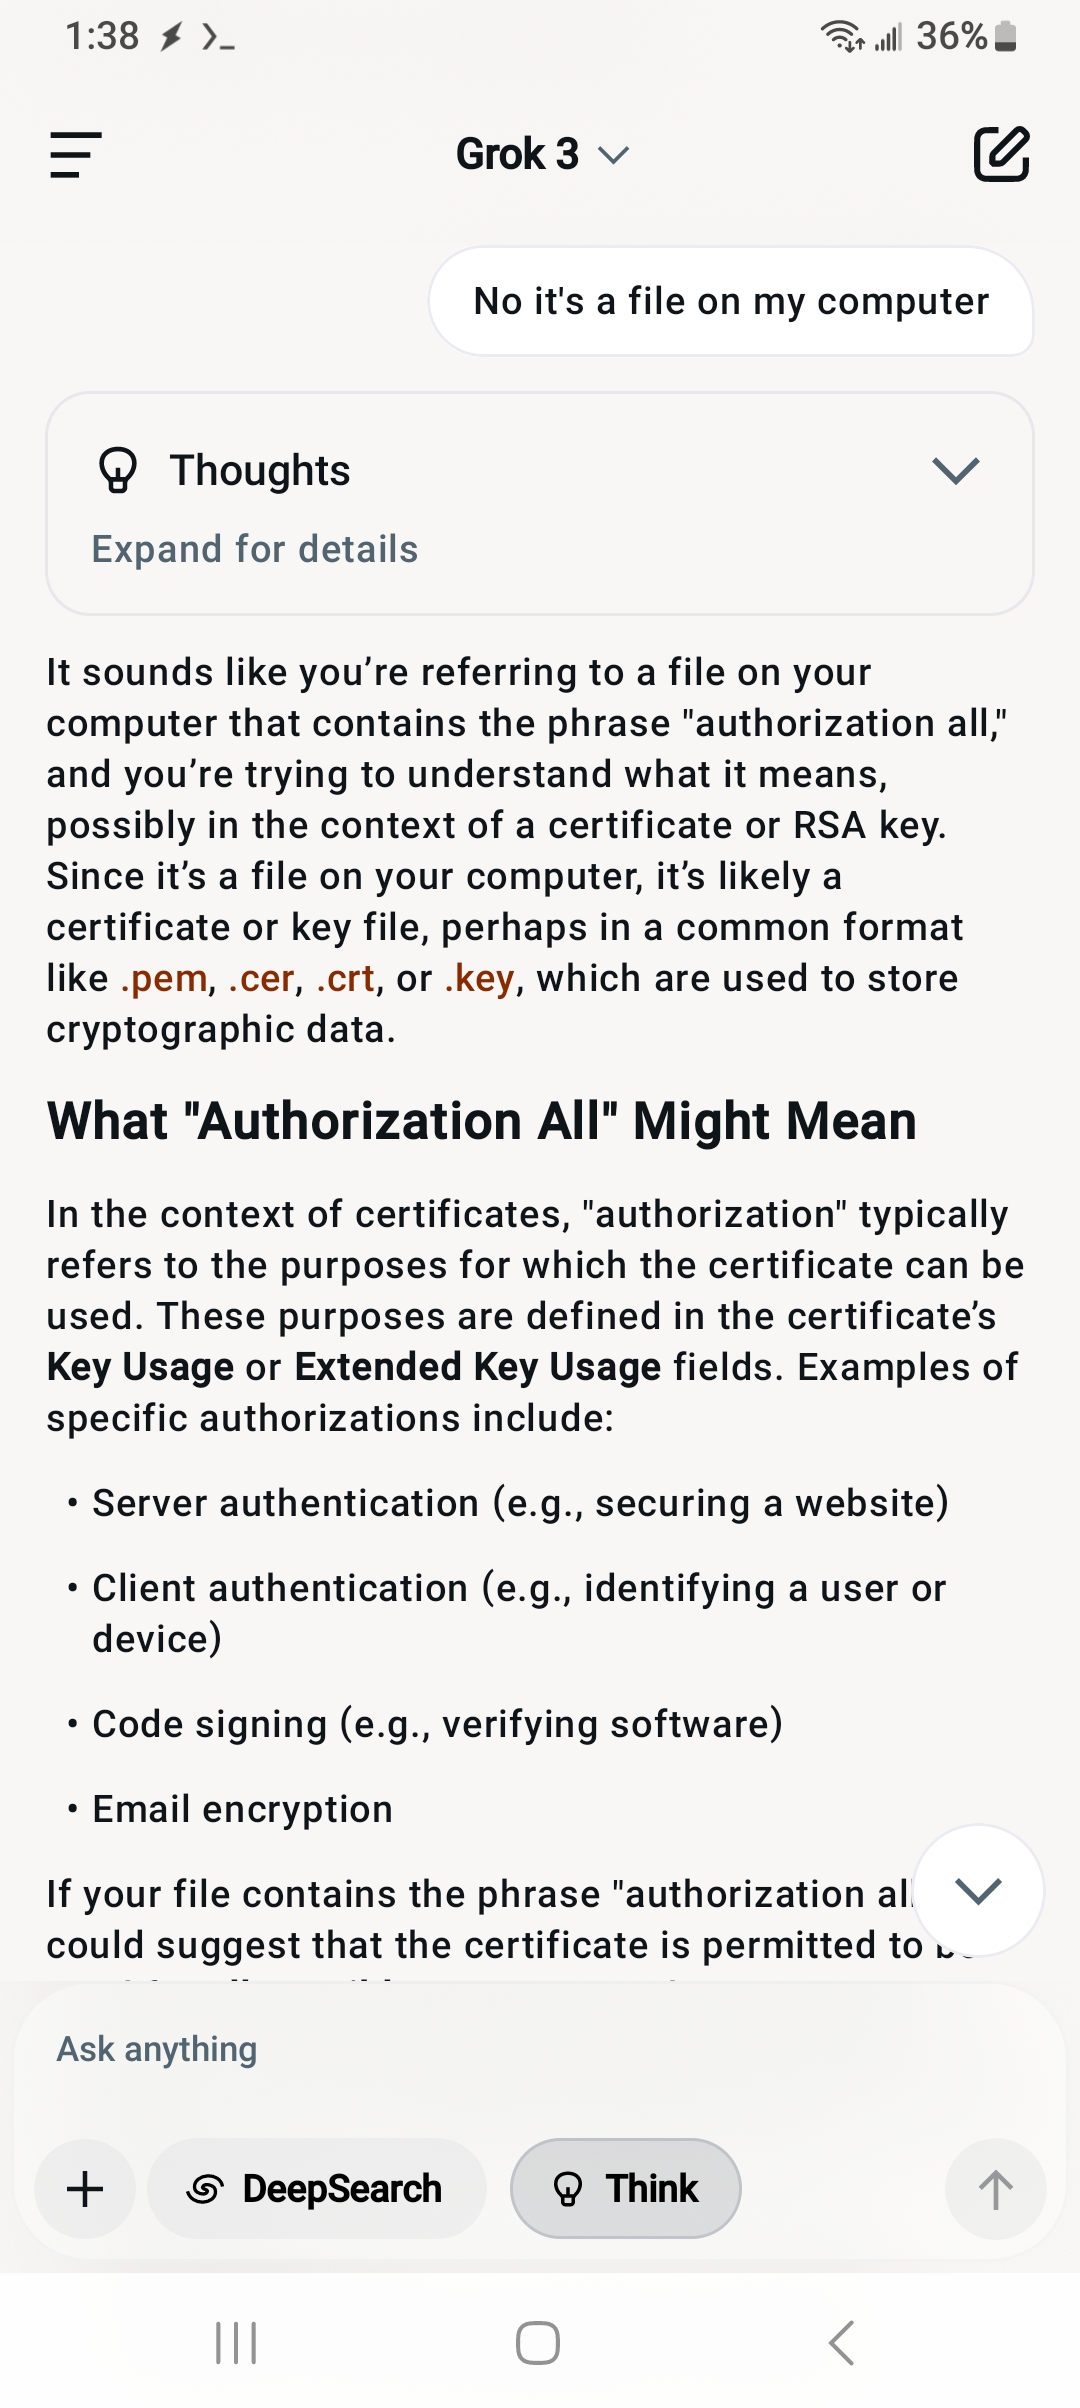 1:38
36%
Grok 3
No it's a file on my computer
Thoughts
Expand for details
It sounds like you’re referring to a file on your
computer that contains the phrase "authorization all,"
and you’re trying to understand what it means,
possibly in the context of a certificate or RSA key.
Since it’s a file on your computer, it’s likely a
certificate or key file, perhaps in a common format
like .pem, .cer, .crt, or .key, which are used to store
cryptographic data.
What "Authorization All" Might Mean
In the context of certificates, "authorization" typically
refers to the purposes for which the certificate can be
used. These purposes are defined in the certificate’s
Key Usage or Extended Key Usage fields. Examples of
specific authorizations include:
• Server authentication (e.g., securing a website)
• Client authentication (e.g., identifying a user or
device)
• Code signing (e.g., verifying software)
• Email encryption
If your file contains the phrase "authorization al
could suggest that the certificate is permitted to
Ask anything
DeepSearch
Think